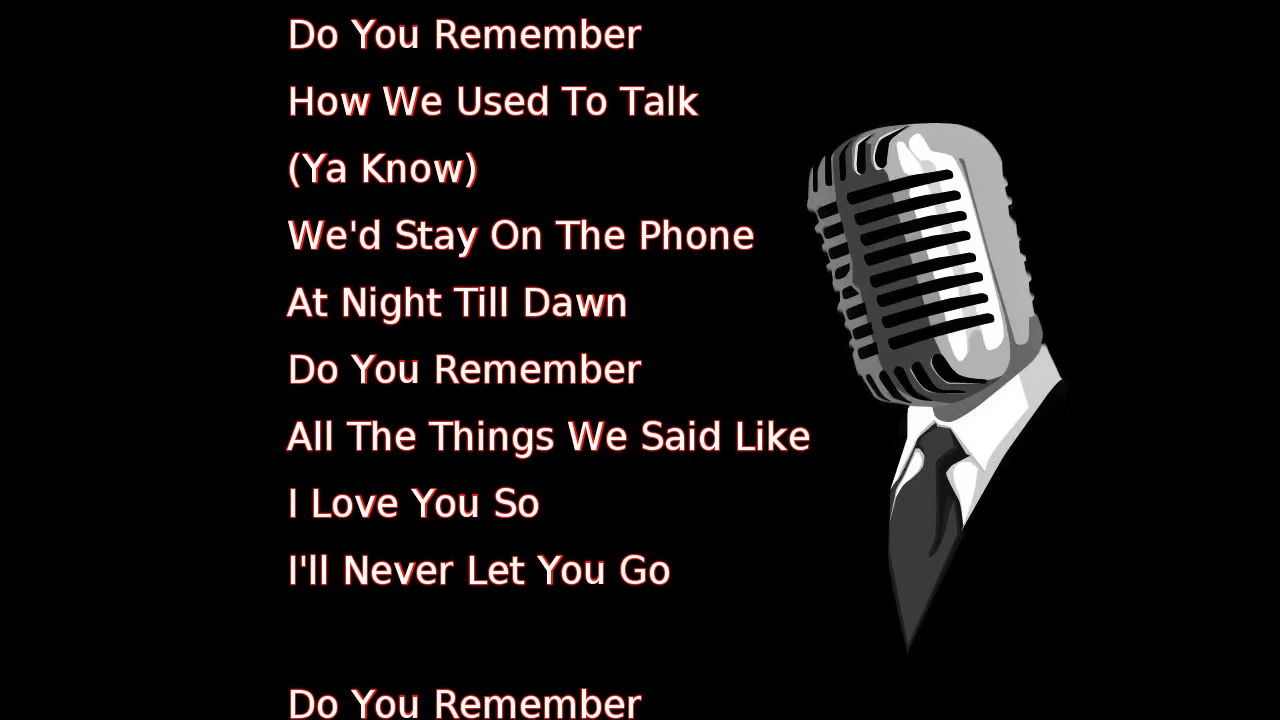 Do You Remember
How We Used To Talk
(Ya Know)
We'd Stay On The Phone
At Night Till Dawn
Do You Remember
All The Things We Said Like
I Love You So
I'll Never Let You Go
Do You Remember